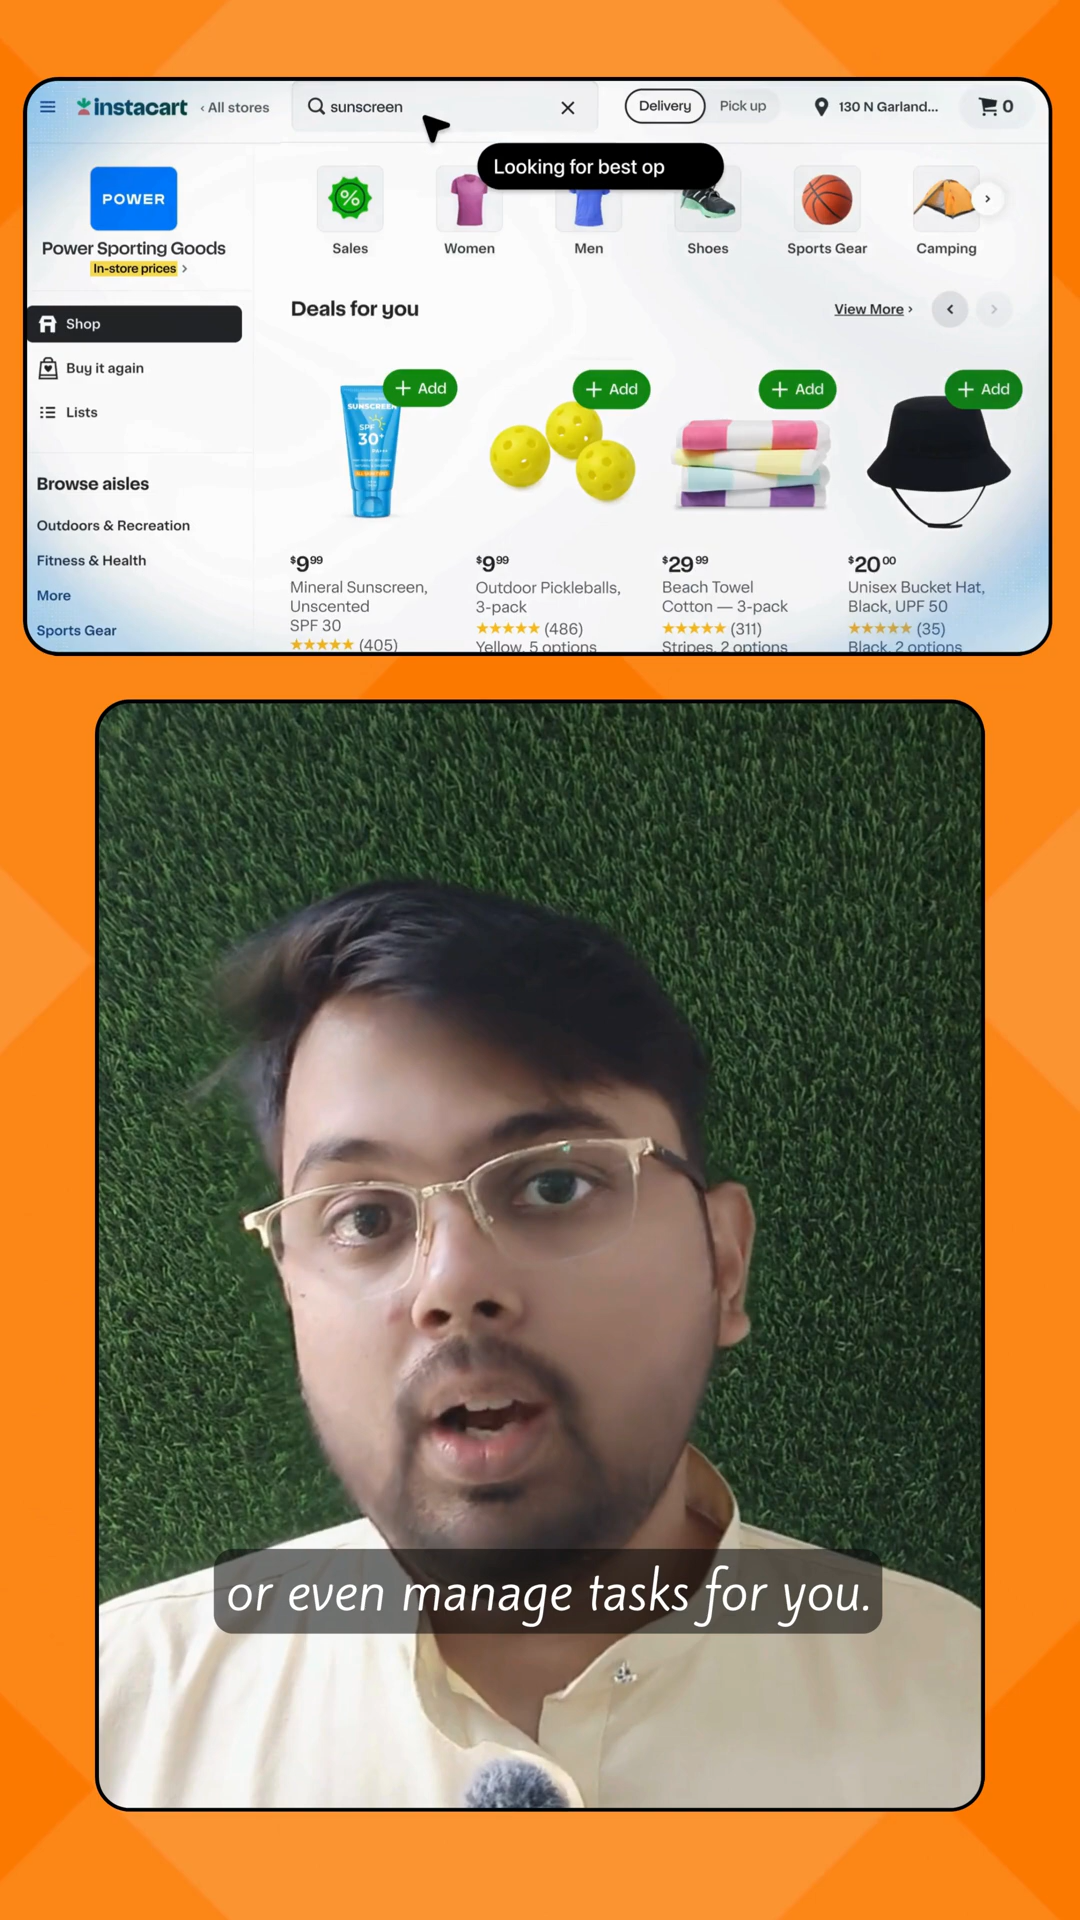 instacart
‹ All stores
sunscreen
Delivery
Pick up
130 N Garland...
0
Looking for best op
POWER
Power Sporting Goods
In-store prices ›
Sales
Women
Men
Shoes
Sports Gear
Camping
Shop
Buy it again
Lists
Browse aisles
Outdoors & Recreation
Fitness & Health
More
Sports Gear
Deals for you
View More ›
+ Add
+ Add
+ Add
+ Add
SUNSCREEN
SPF
30+
$9.99
Mineral Sunscreen,
Unscented
SPF 30
★★★★★ (405)
$9.99
Outdoor Pickleballs,
3-pack
★★★★★ (486)
Yellow, 5 options
$29.99
Beach Towel
Cotton — 3-pack
★★★★★ (311)
Stripes, 2 options
$20.00
Unisex Bucket Hat,
Black, UPF 50
★★★★★ (35)
Black, 2 options
or even manage tasks for you.